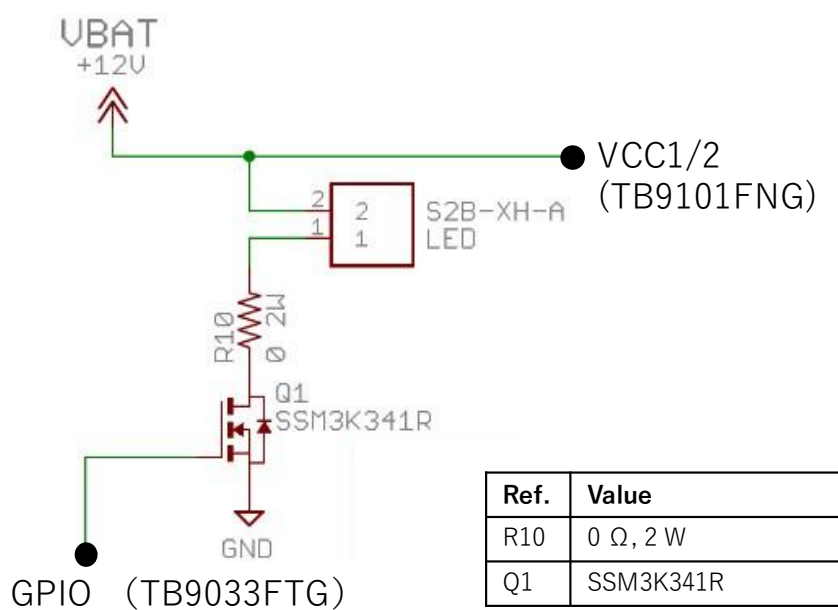 VBAT
+12V
VCC1/2
(TB9101FNG)
2
2
S2B-XH-A
1
1
LED
R10
0 2W
Q1
SSM3K341R
GND
GPIO (TB9033FTG)
Ref. Value
R10 0 Ω, 2 W
Q1 SSM3K341R